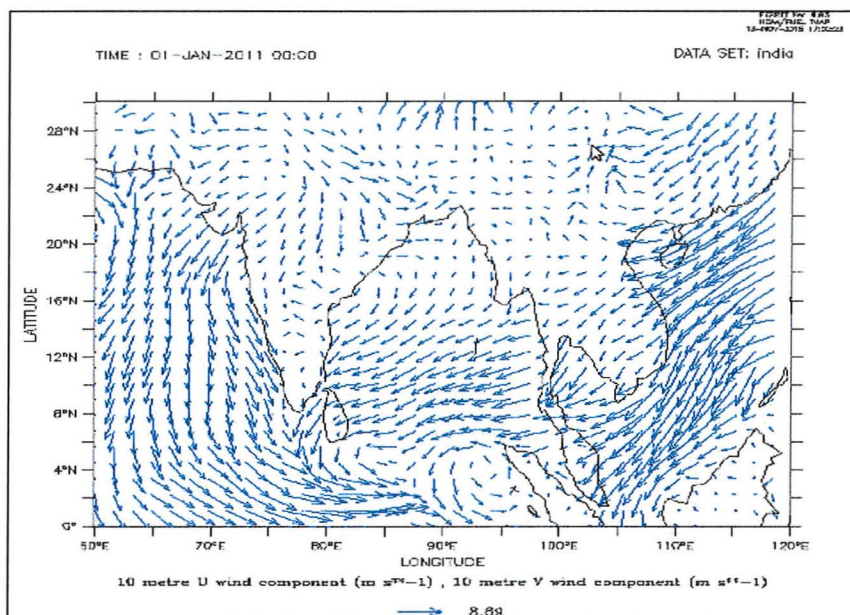 TIME : 01-JAN-2011 00:00
DATA SET: india
28°N
24°N
20°N
16°N
12°N
8°N
4°N
0°
LATITUDE
60°E
70°E
80°E
90°E
100°E
110°E
120°E
LONGITUDE
10 metre U wind component (m s**-1) , 10 metre V wind component (m s**-1)
8.69